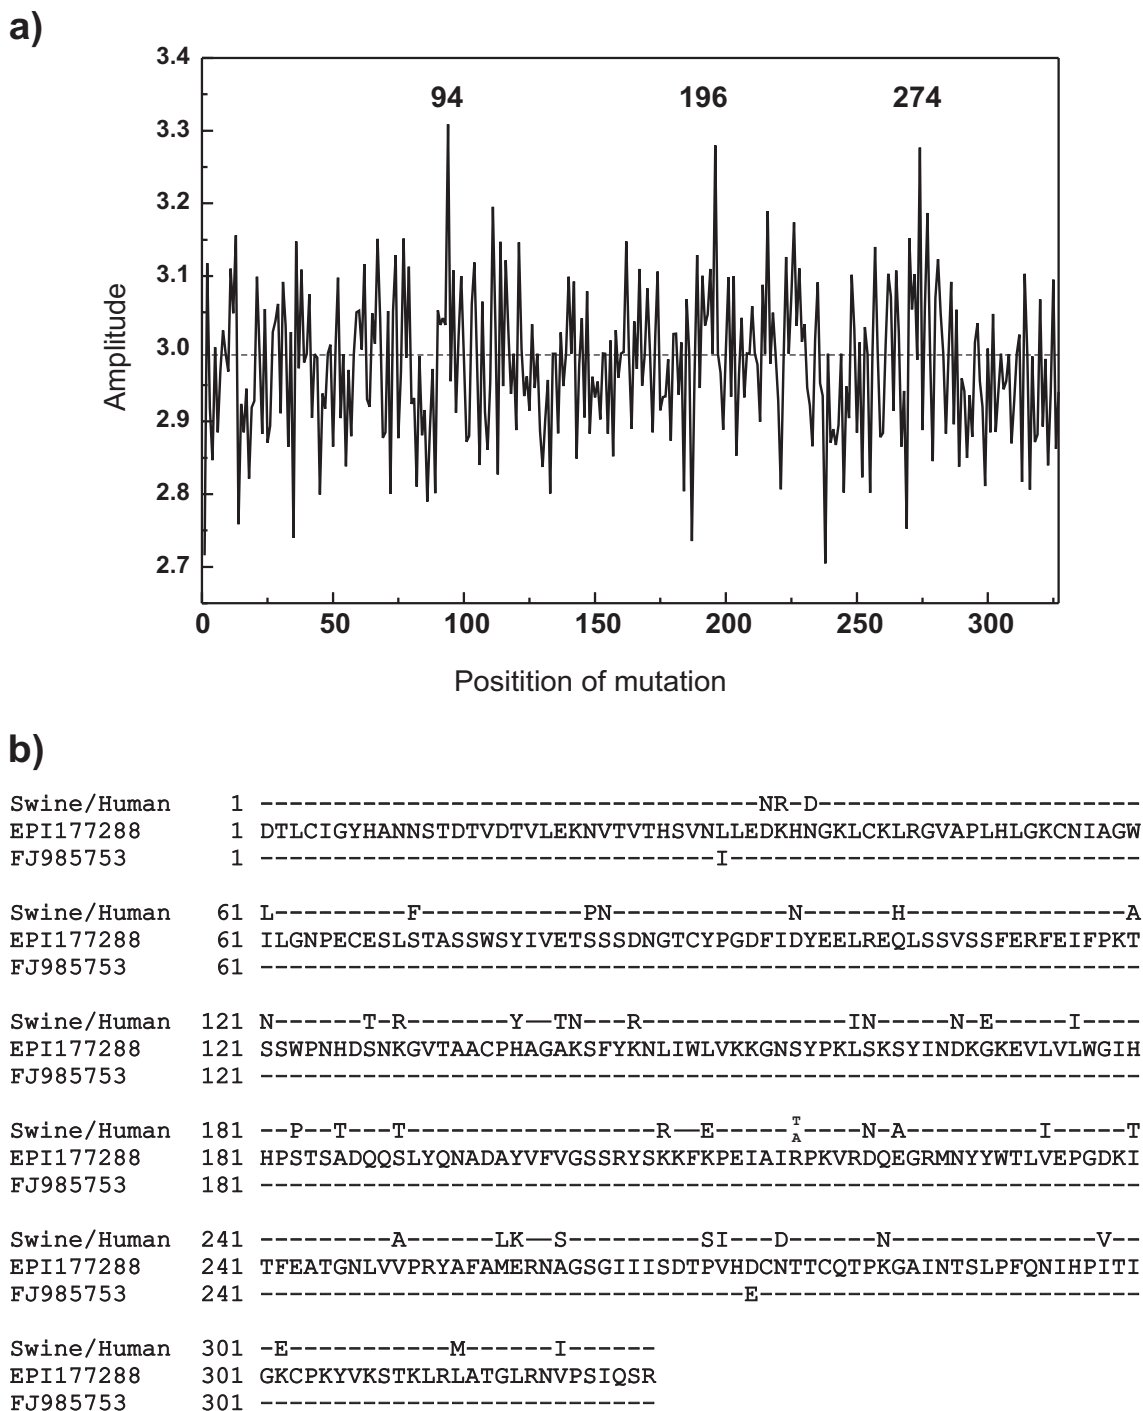 a)
3.4
94 196 274
3.3
3.2
3.1
3.0
2.9
2.8
2.7
Amplitude
0 50 100 150 200 250 300
Positition of mutation
b)
Swine/Human 1 ----------------------------------NR-D----------------------
EPI177288 1 DTLCIGYHANNSTDTVDTVLEKNVTVTHSVNLLEDKHNGKLCKLRGVAPLHLGKCNIAGW
FJ985753 1 -------------------------------I----------------------------
Swine/Human 61 L---------F-----------PN------------N------H---------------A
EPI177288 61 ILGNPECESLSTASSWSYIVETSSSDNGTCYPGDFIDYEELREQLSSVSSFERFEIFPKT
FJ985753 61 ------------------------------------------------------------
Swine/Human 121 N------T-R-------Y—TN---R--------------IN-----N-E-----I----
EPI177288 121 SSWPNHDSNKGVTAACPHAGAKSFYKNLIWLVKKGNSYPKLSKSYINDKGKEVLVLWGIH
FJ985753 121 ------------------------------------------------------------
Swine/Human 181 --P--T---T-----------------R—E-----T/A----N-A---------I-----T
EPI177288 181 HPSTSADQQSLYQNADAYVFVGSSRYSKKFKPEIAIRPKVRDQEGRMNYYWTLVEPGDKI
FJ985753 181 ------------------------------------------------------------
Swine/Human 241 ---------A------LK—S---------SI---D------N--------------V--
EPI177288 241 TFEATGNLVVPRYAFAMERNAGSGIIISDTPVHDCNTTCQTPKGAINTSLPFQNIHPITI
FJ985753 241 ---------------------------------E--------------------------
Swine/Human 301 -E-----------M------I------
EPI177288 301 GKCPKYVKSTKLRLATGLRNVPSIQSR
FJ985753 301 ---------------------------